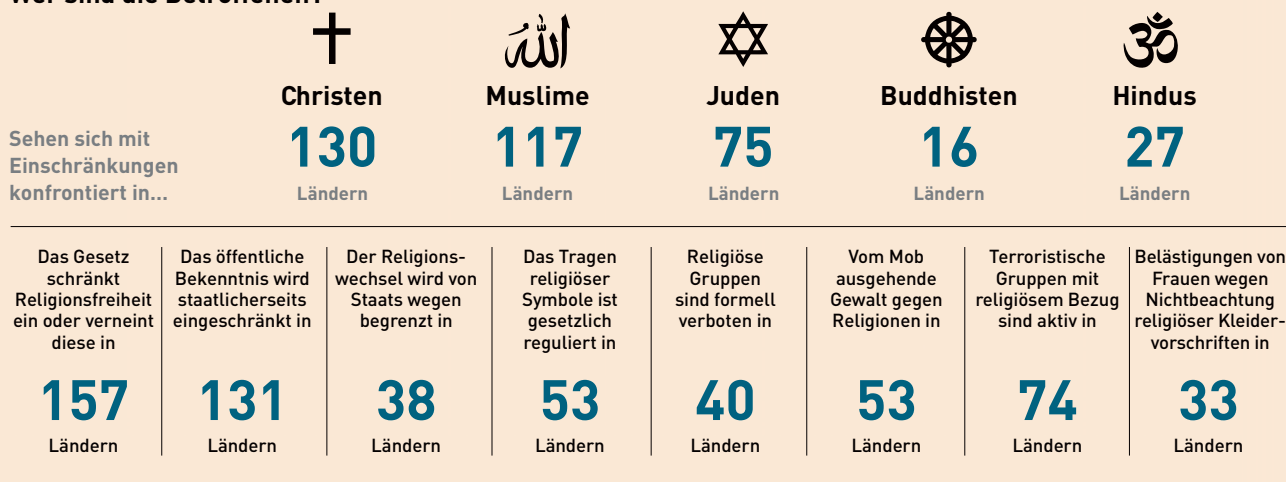 Wer sind die Betroffenen?
Christen
Muslime
Juden
Buddhisten
Hindus
Sehen sich mit
Einschränkungen
konfrontiert in...
130
Ländern
117
Ländern
75
Ländern
16
Ländern
27
Ländern
Das Gesetz
schränkt
Religionsfreiheit
ein oder verneint
diese in
157
Ländern
Das öffentliche
Bekenntnis wird
staatlicherseits
eingeschränkt in
131
Ländern
Der Religions-
wechsel wird von
Staats wegen
begrenzt in
38
Ländern
Das Tragen
religiöser
Symbole ist
gesetzlich
reguliert in
53
Ländern
Religiöse
Gruppen
sind formell
verboten in
40
Ländern
Vom Mob
ausgehende
Gewalt gegen
Religionen in
53
Ländern
Terroristische
Gruppen mit
religiösem Bezug
sind aktiv in
74
Ländern
Belästigungen von
Frauen wegen
Nichtbeachtung
religiöser Kleider-
vorschriften in
33
Ländern